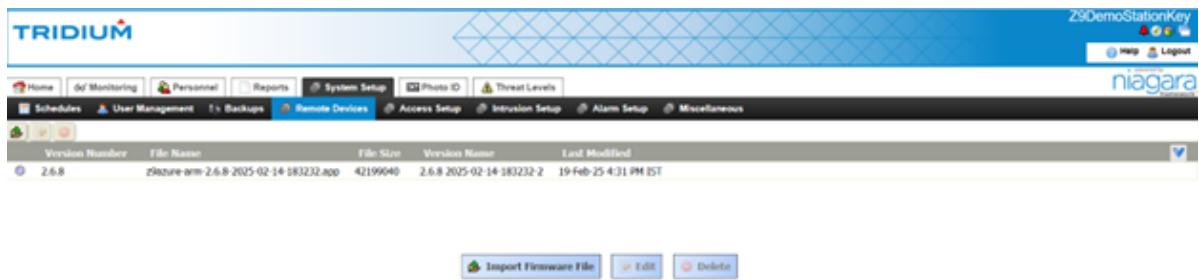 Z9DemoStationKey
TRIDIUM
Help Logout
Home Monitoring Personnel Reports System Setup Photo ID Threat Levels
niagara
Schedules User Management Backups Remote Devices Access Setup Intrusion Setup Alarm Setup Miscellaneous
Version Number File Name File Size Version Name Last Modified
2.6.8 z9azure-arm-2.6.8-2025-02-14-183232.app 42199040 2.6.8 2025-02-14-183232-2 19-Feb-25 4:31 PM IST
Import Firmware File Edit Delete